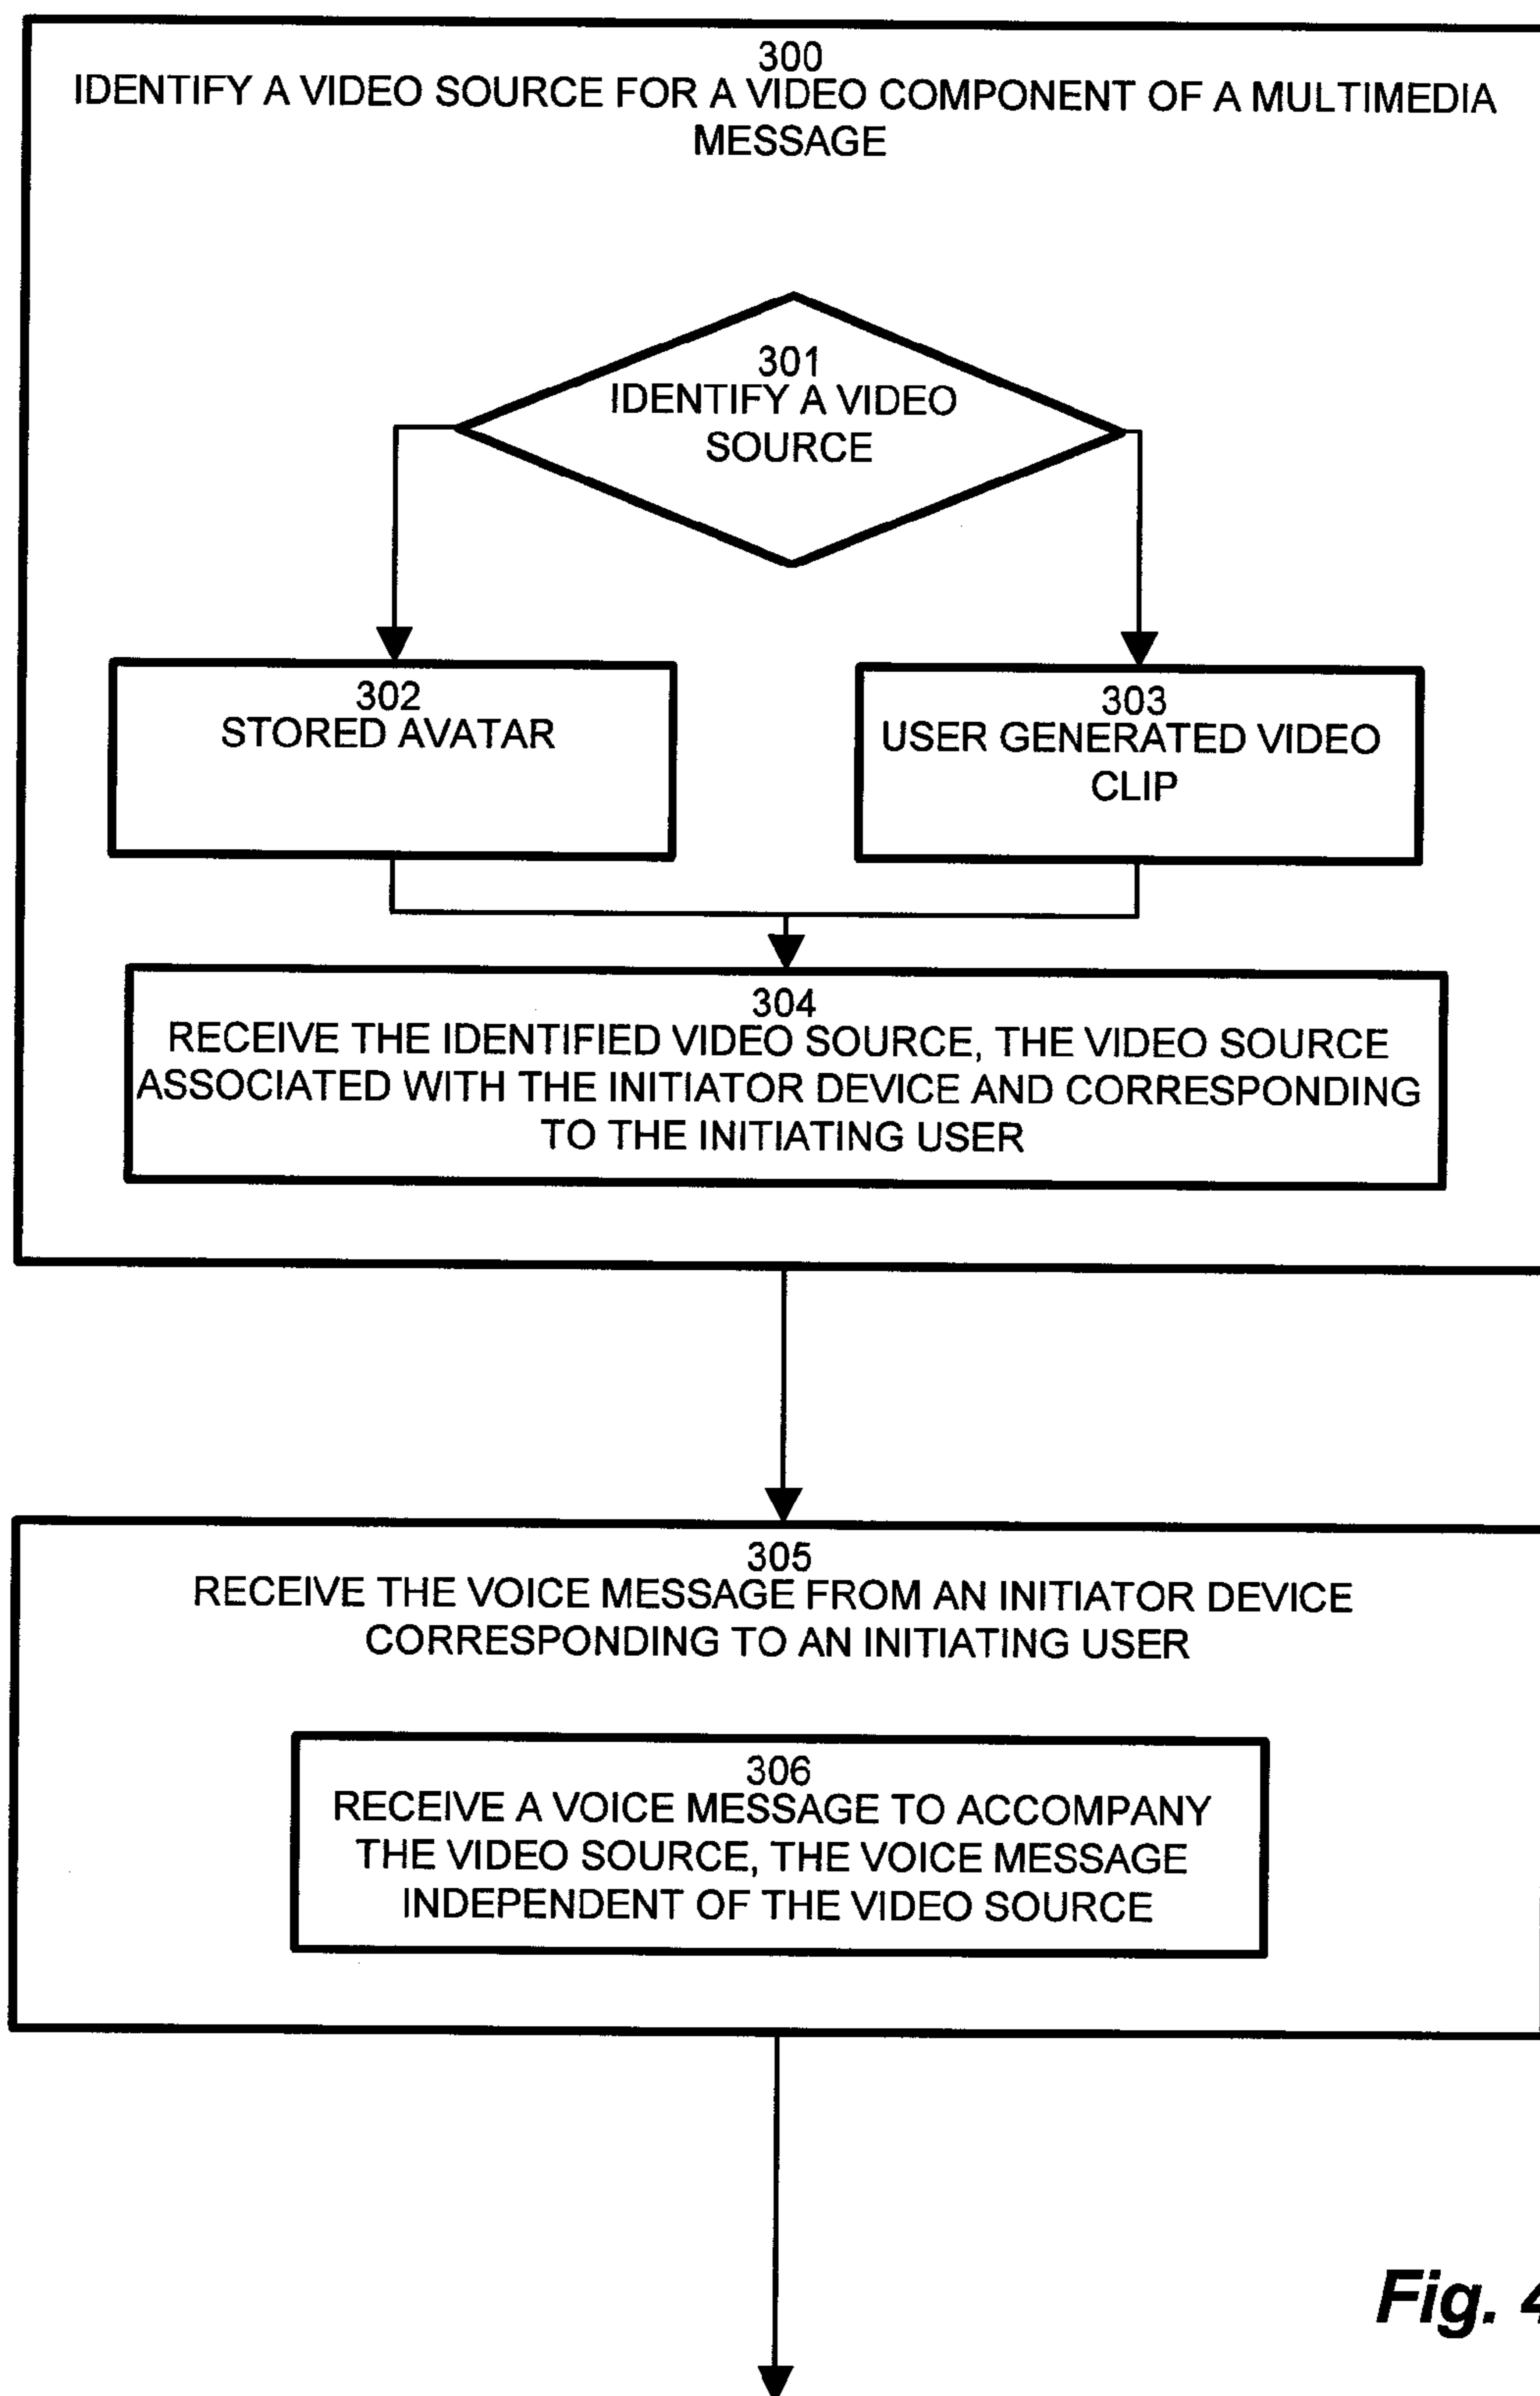 300
IDENTIFY A VIDEO SOURCE FOR A VIDEO COMPONENT OF A MULTIMEDIA
MESSAGE
301
IDENTIFY A VIDEO
SOURCE
302
STORED AVATAR
303
USER GENERATED VIDEO
CLIP
304
RECEIVE THE IDENTIFIED VIDEO SOURCE, THE VIDEO SOURCE
ASSOCIATED WITH THE INITIATOR DEVICE AND CORRESPONDING
TO THE INITIATING USER
305
RECEIVE THE VOICE MESSAGE FROM AN INITIATOR DEVICE
CORRESPONDING TO AN INITIATING USER
306
RECEIVE A VOICE MESSAGE TO ACCOMPANY
THE VIDEO SOURCE, THE VOICE MESSAGE
INDEPENDENT OF THE VIDEO SOURCE
Fig. 4